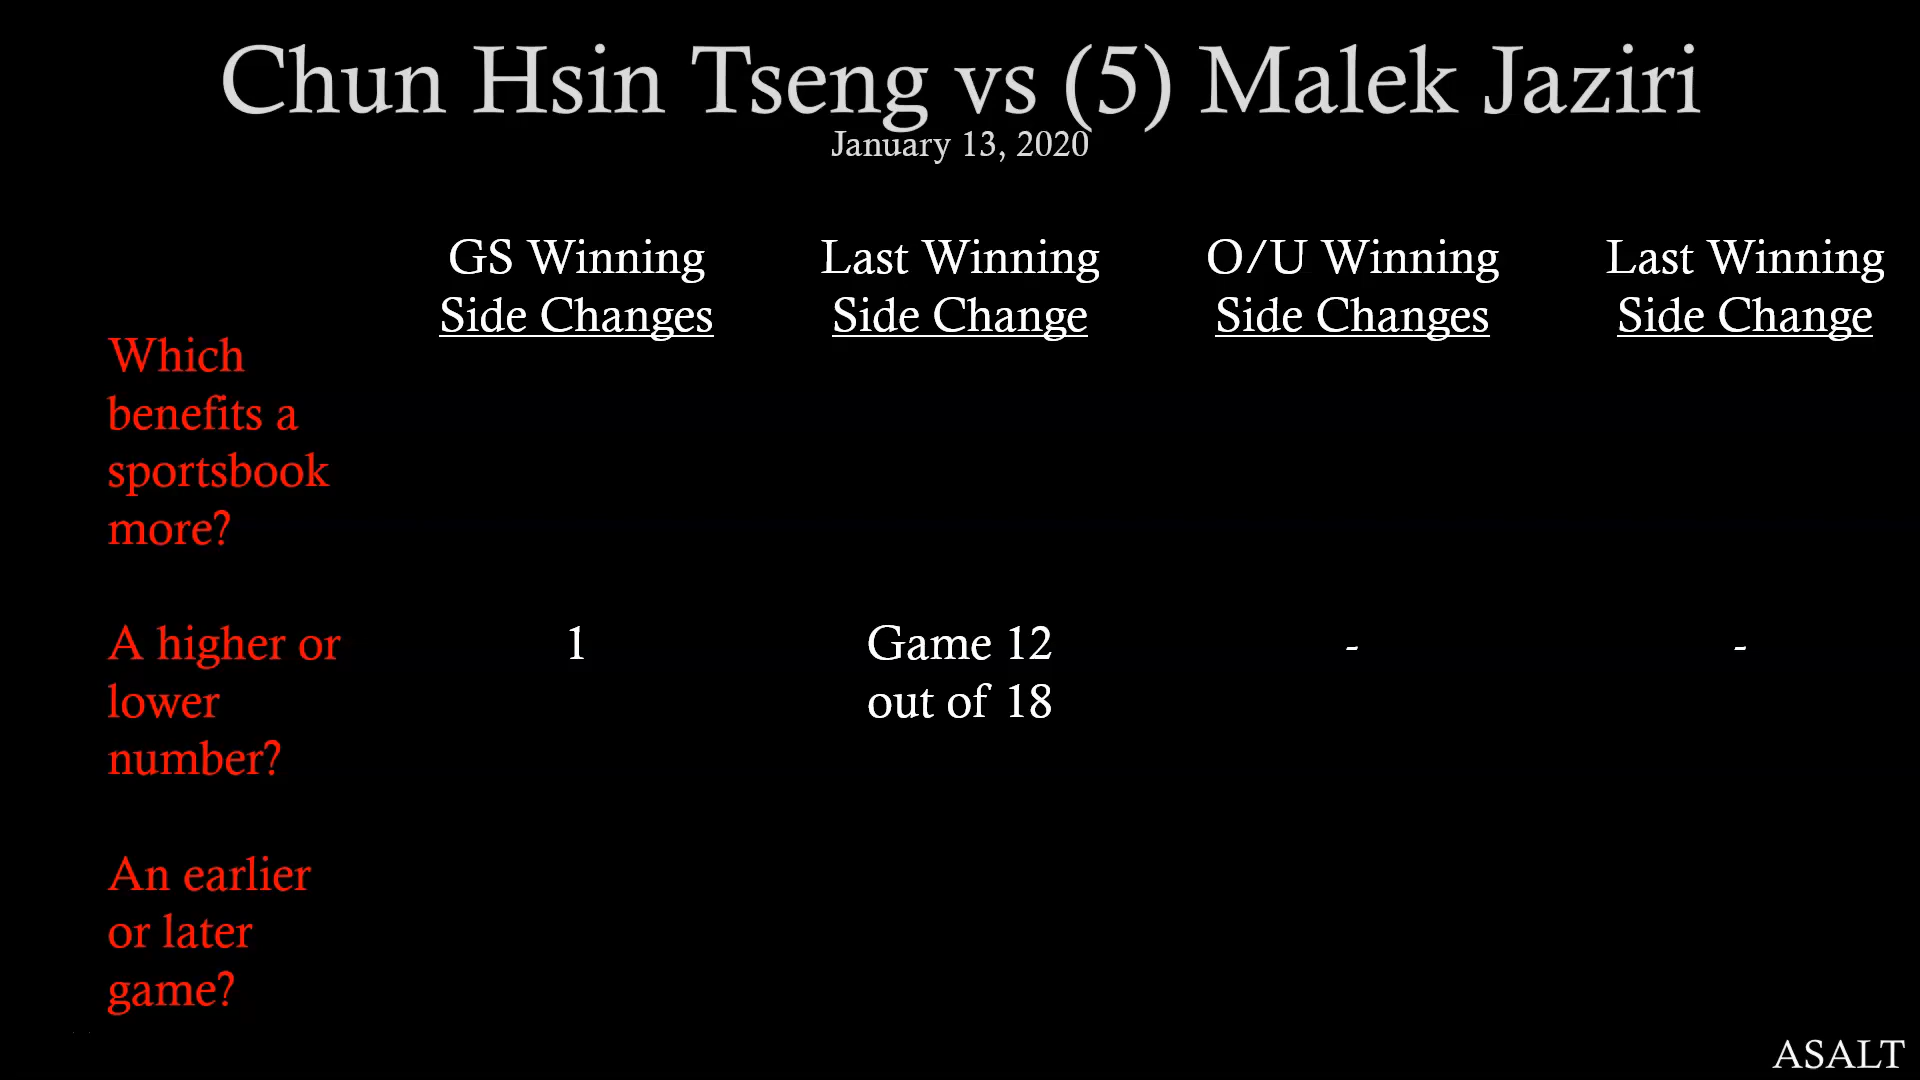 Chun Hsin Tseng vs (5) Malek Jaziri
January 13, 2020
GS Winning
Side Changes
Last Winning
Side Change
O/U Winning
Side Changes
Last Winning
Side Change
Which
benefits a
sportsbook
more?
A higher or
lower
number?
1
Game 12
out of 18
-
-
An earlier
or later
game?
ASALT